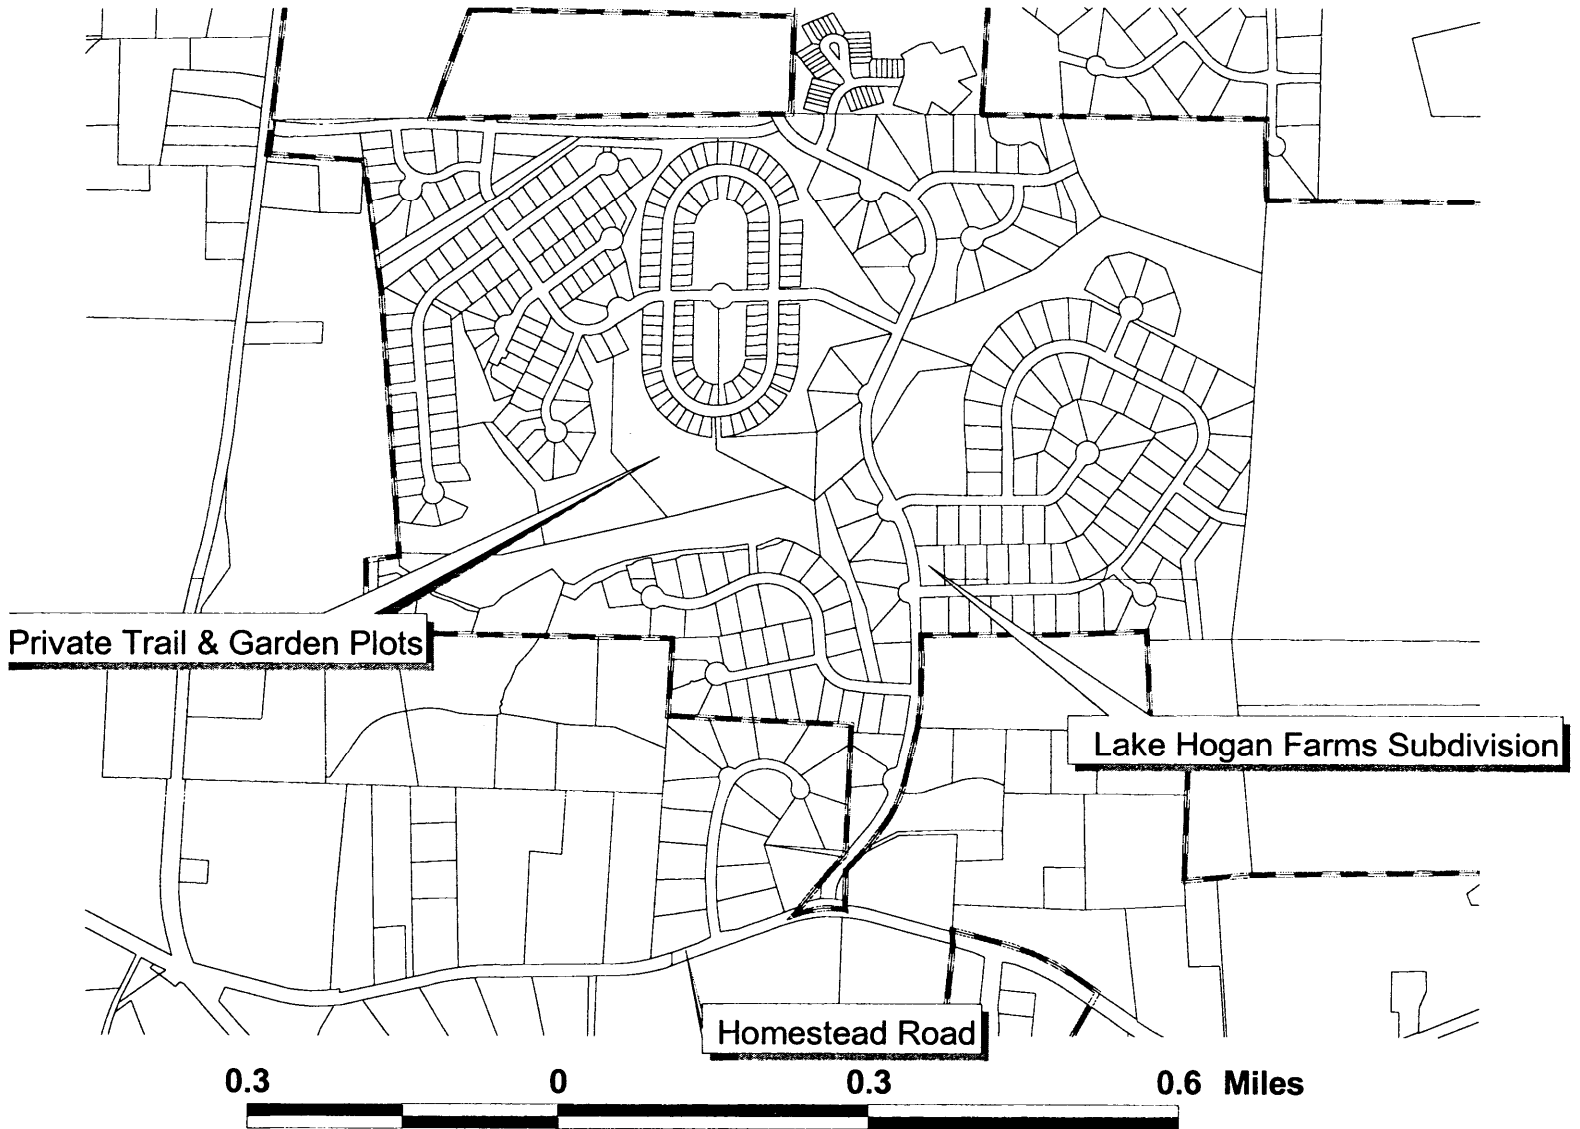 Private Trail & Garden Plots
Lake Hogan Farms Subdivision
Homestead Road
0.3 0 0.3 0.6 Miles